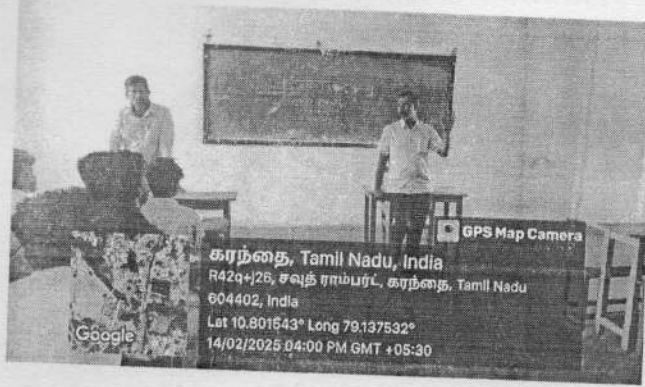 GPS Map Camera
கரந்தை, Tamil Nadu, India
R42q+j26, சவுத் ராம்பர்ட், கரந்தை, Tamil Nadu
604402, India
Lat 10.801543° Long 79.137532°
14/02/2025 04:00 PM GMT +05:30
Google